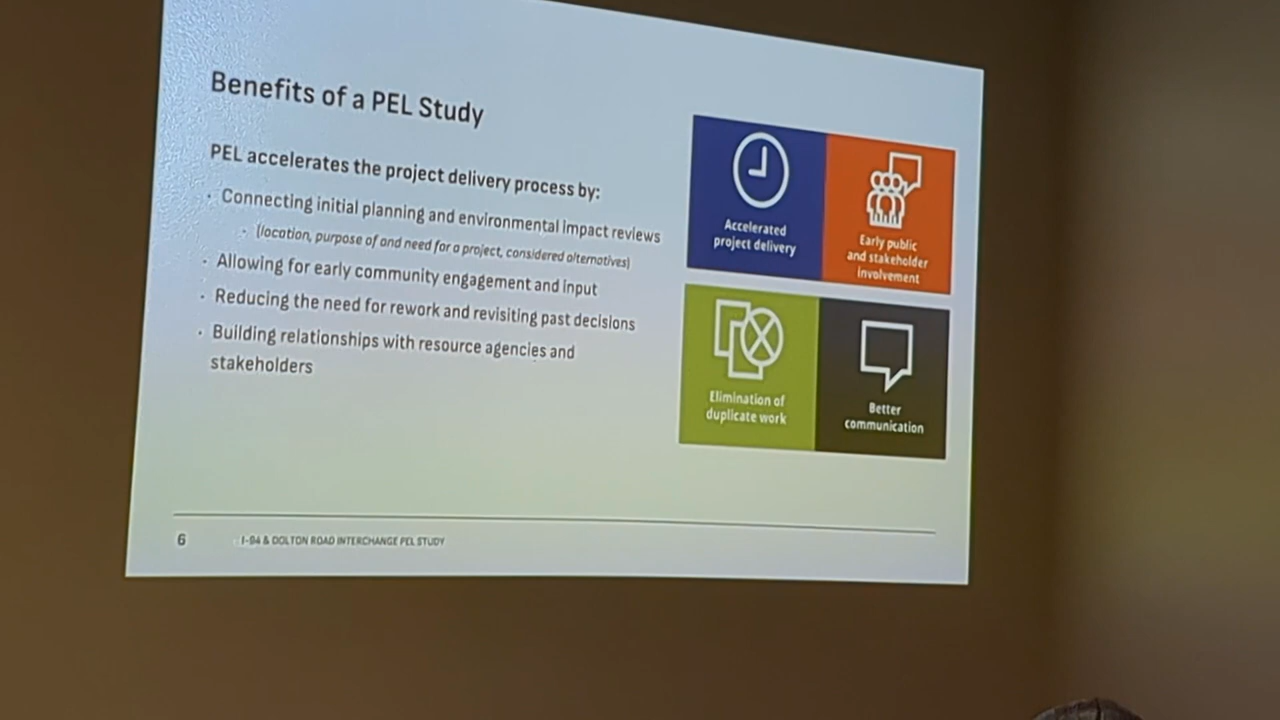 Benefits of a PEL Study
PEL accelerates the project delivery process by:
· Connecting initial planning and environmental impact reviews
· (location, purpose of and need for a project, considered alternatives)
· Allowing for early community engagement and input
· Reducing the need for rework and revisiting past decisions
· Building relationships with resource agencies and
stakeholders
Accelerated
project delivery
Early public
and stakeholder
involvement
Elimination of
duplicate work
Better
communication
6
I-94 & DOLTON ROAD INTERCHANGE PEL STUDY